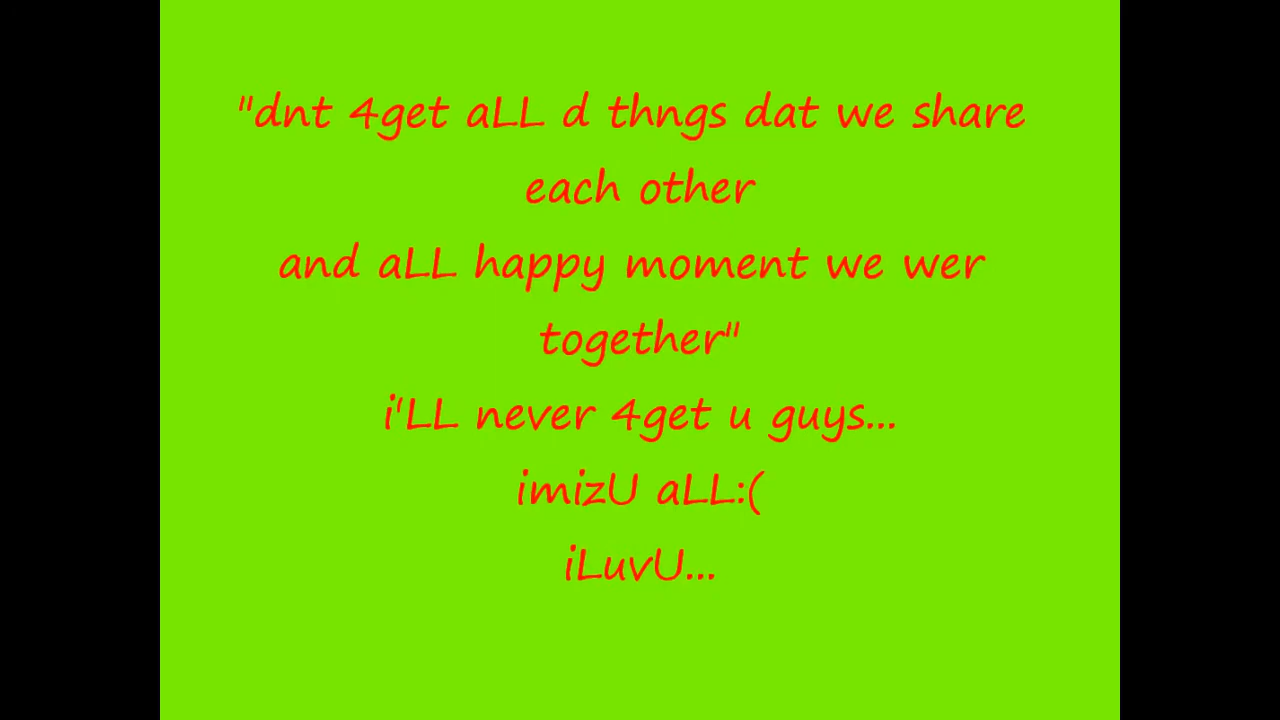 "dnt 4get aLL d thngs dat we share
each other
and aLL happy moment we wer
together"
i'LL never 4get u guys...
imizU aLL:(
iLuvU...